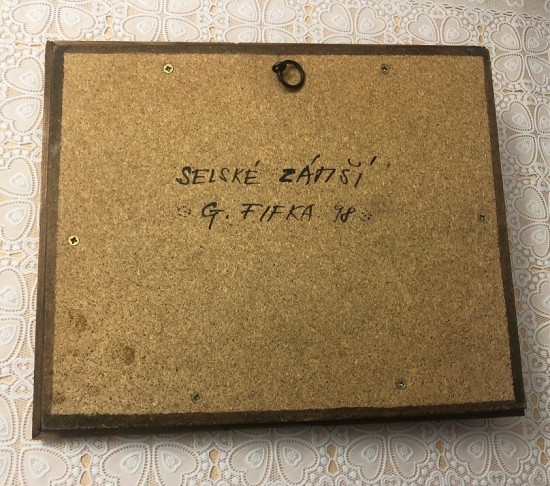 SELSKÉ ZÁTIŠÍ
G. FIFKA 98